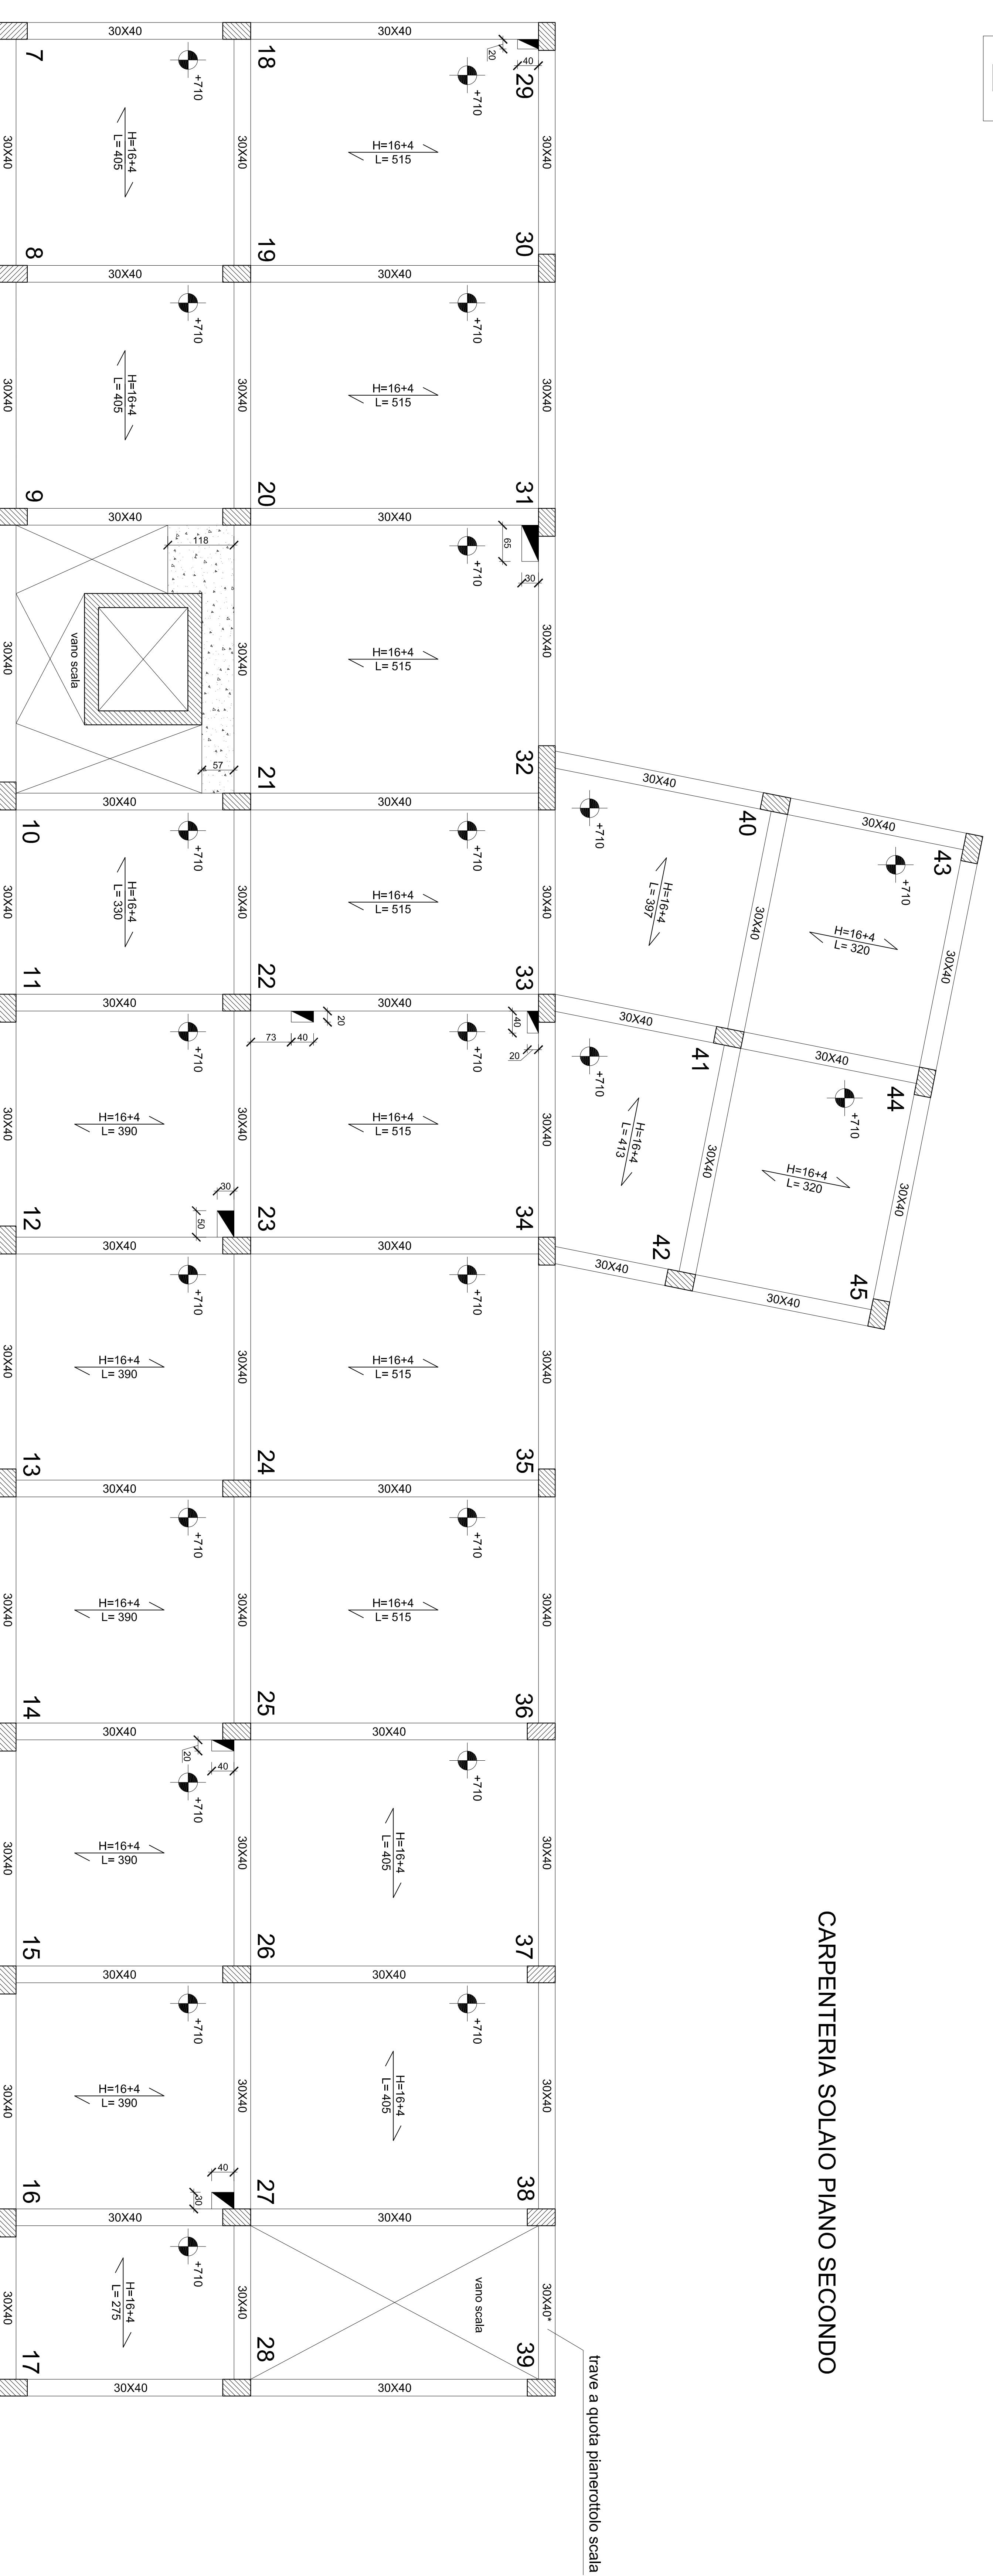 CARPENTERIA SOLAIO PIANO SECONDO
trave a quota pianerottolo scala
43
30X40
44
30X40
45
+710
+710
30X40
H=16+4
L= 320
30X40
H=16+4
L= 320
30X40
40
30X40
41
30X40
42
+710
+710
30X40
H=16+4
L= 397
30X40
H=16+4
L= 413
30X40
30X40
30X40
30X40
30X40
30X40
30X40
30X40
30X40
30X40
30X40*
29
30
31
32
33
34
35
36
37
38
39
40
20
30
65
20
40
+710
+710
+710
+710
+710
+710
+710
+710
+710
vano scala
30X40
H=16+4
L= 515
30X40
H=16+4
L= 515
30X40
H=16+4
L= 515
30X40
H=16+4
L= 515
30X40
H=16+4
L= 515
30X40
H=16+4
L= 515
30X40
H=16+4
L= 515
30X40
H=16+4
L= 405
30X40
H=16+4
L= 405
30X40
30X40
20
40
73
18
19
20
21
22
23
24
25
26
27
28
30X40
30X40
30X40
30X40
30X40
30X40
30X40
30X40
30X40
30X40
118
57
30
50
40
20
40
30
+710
+710
+710
+710
+710
+710
+710
+710
+710
30X40
H=16+4
L= 405
30X40
H=16+4
L= 405
30X40
vano scala
30X40
H=16+4
L= 330
30X40
H=16+4
L= 390
30X40
H=16+4
L= 390
30X40
H=16+4
L= 390
30X40
H=16+4
L= 390
30X40
H=16+4
L= 390
30X40
H=16+4
L= 275
30X40
7
8
9
10
11
12
13
14
15
16
17
30X40
30X40
30X40
30X40
30X40
30X40
30X40
30X40
30X40
30X40